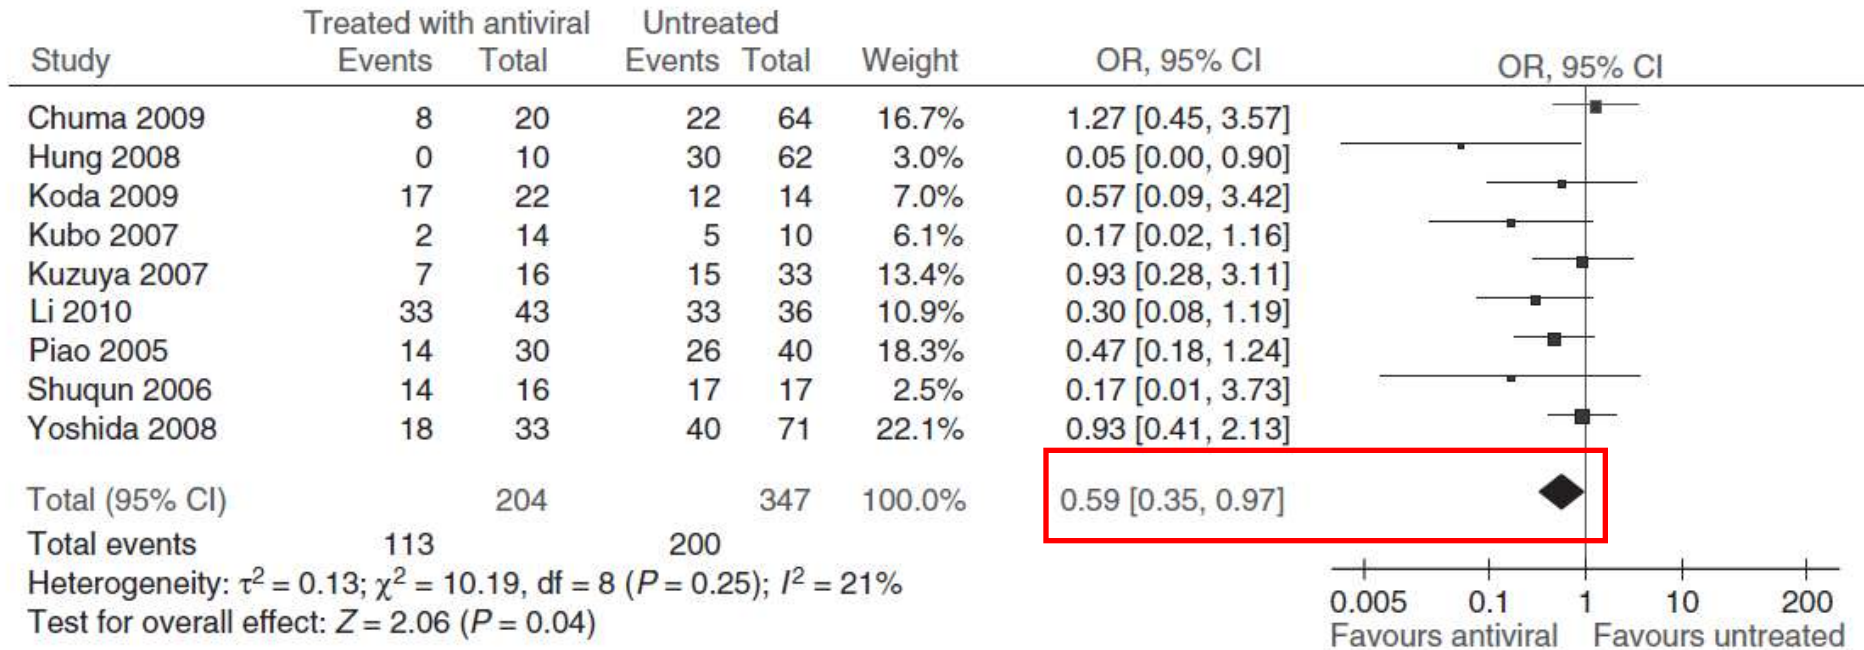 Treated with antiviral Untreated
Study Events Total Events Total Weight OR, 95% CI OR, 95% CI
Chuma 2009 8 20 22 64 16.7% 1.27 [0.45, 3.57]
Hung 2008 0 10 30 62 3.0% 0.05 [0.00, 0.90]
Koda 2009 17 22 12 14 7.0% 0.57 [0.09, 3.42]
Kubo 2007 2 14 5 10 6.1% 0.17 [0.02, 1.16]
Kuzuya 2007 7 16 15 33 13.4% 0.93 [0.28, 3.11]
Li 2010 33 43 33 36 10.9% 0.30 [0.08, 1.19]
Piao 2005 14 30 26 40 18.3% 0.47 [0.18, 1.24]
Shuqun 2006 14 16 17 17 2.5% 0.17 [0.01, 3.73]
Yoshida 2008 18 33 40 71 22.1% 0.93 [0.41, 2.13]
Total (95% CI) 204 347 100.0% 0.59 [0.35, 0.97]
Total events 113 200
Heterogeneity: τ² = 0.13; χ² = 10.19, df = 8 (P = 0.25); I² = 21%
Test for overall effect: Z = 2.06 (P = 0.04)
0.005 0.1 1 10 200
Favours antiviral Favours untreated